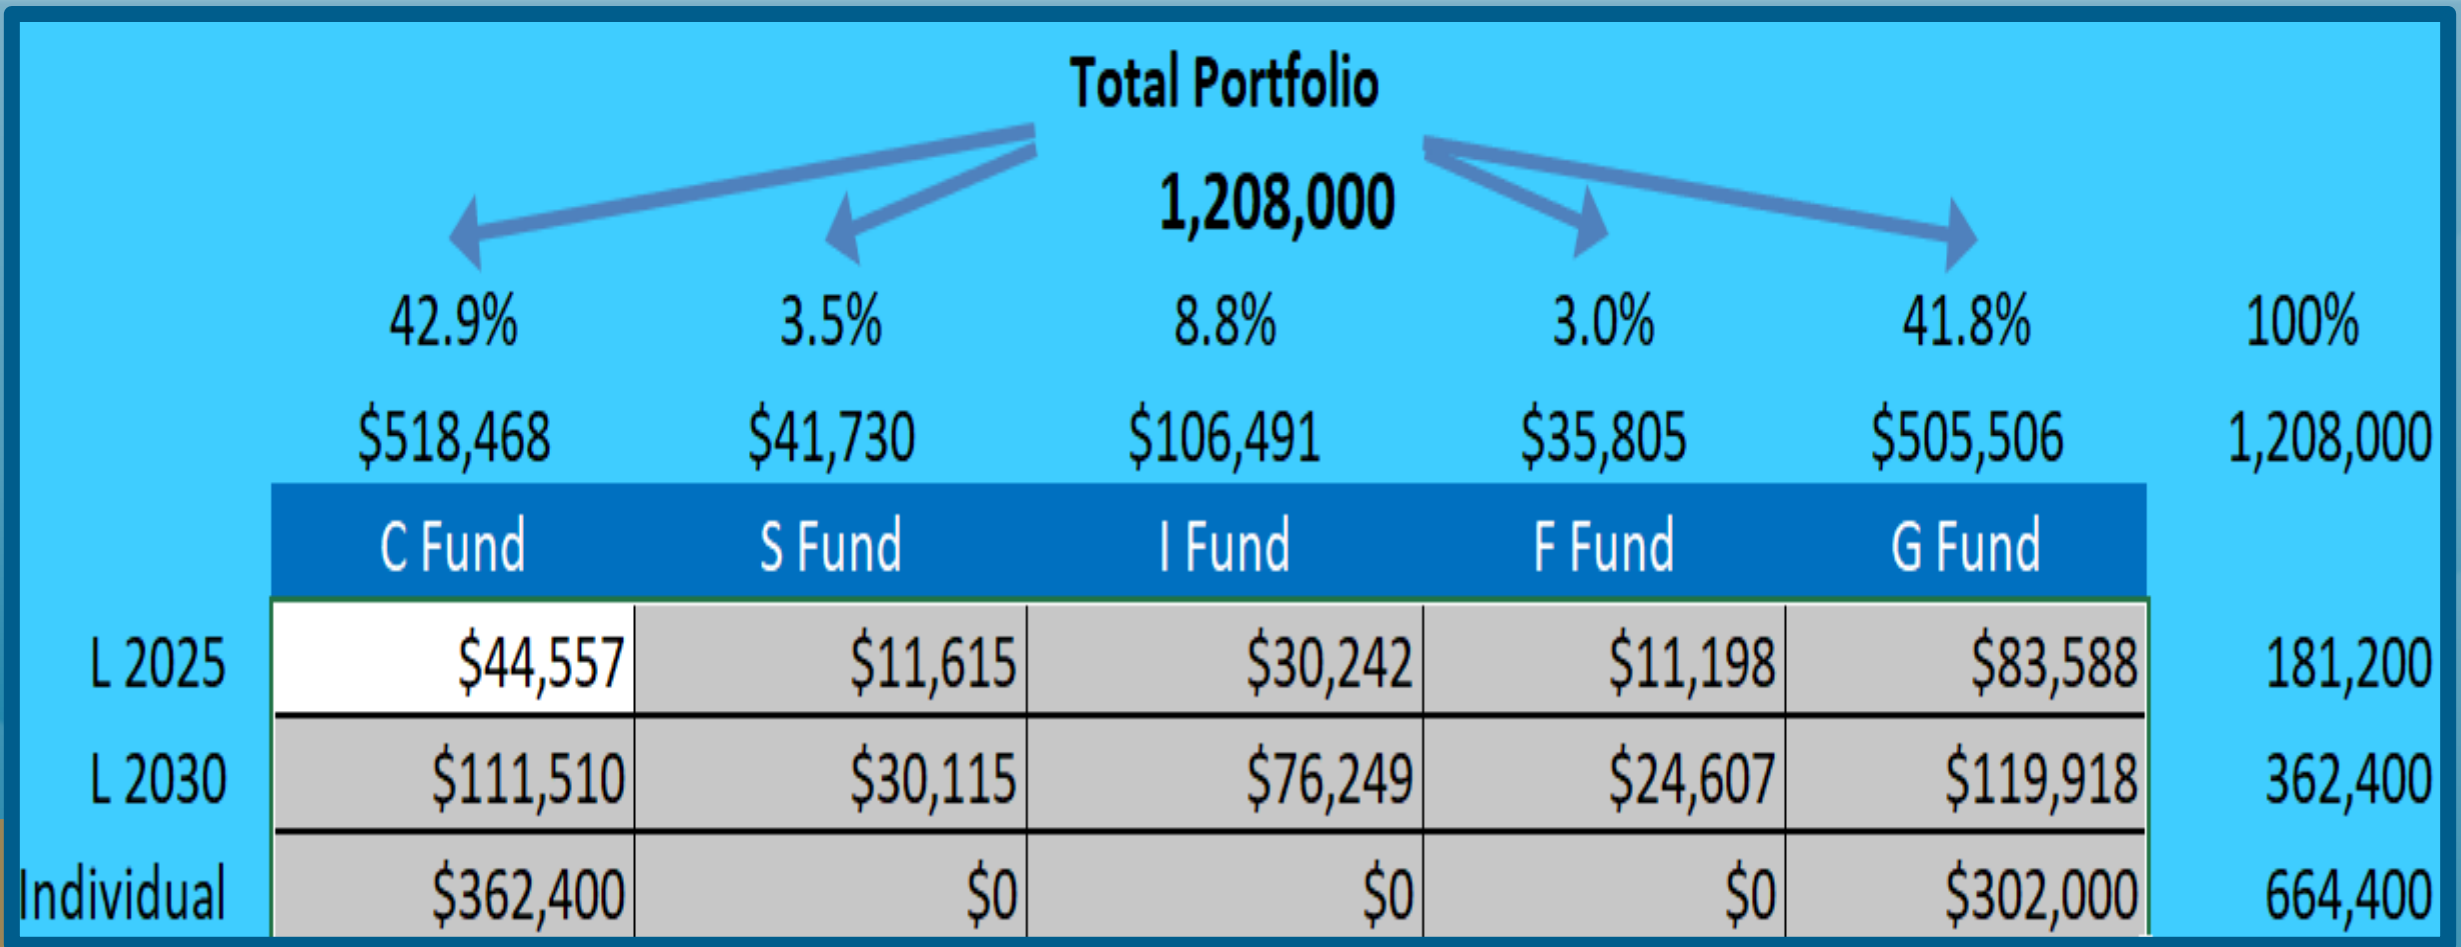 Total Portfolio
1,208,000
42.9% 3.5% 8.8% 3.0% 41.8% 100%
$518,468 $41,730 $106,491 $35,805 $505,506 1,208,000
C Fund S Fund I Fund F Fund G Fund
L 2025 $44,557 $11,615 $30,242 $11,198 $83,588 181,200
L 2030 $111,510 $30,115 $76,249 $24,607 $119,918 362,400
Individual $362,400 $0 $0 $0 $302,000 664,400